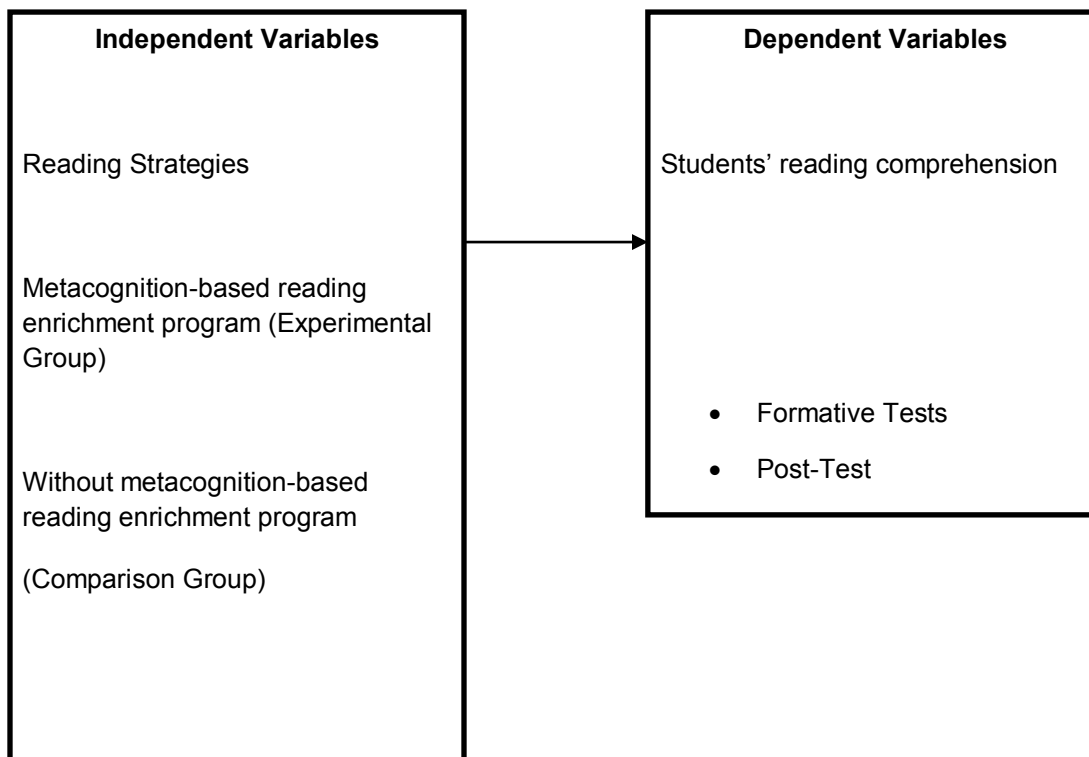 Independent Variables
Reading Strategies
Metacognition-based reading
enrichment program (Experimental
Group)
Without metacognition-based
reading enrichment program
(Comparison Group)
Dependent Variables
Students’ reading comprehension
• Formative Tests
• Post-Test